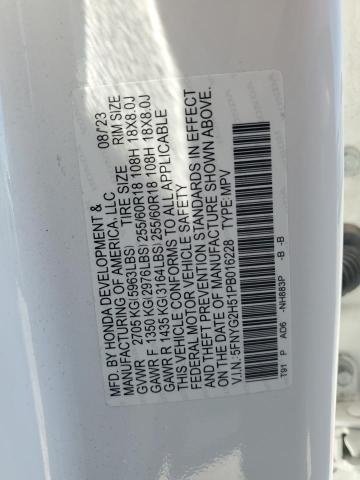 MFD. BY HONDA DEVELOPMENT & 08/23
MANUFACTURING OF AMERICA, LLC
TIRE SIZE RIM SIZE
GVWR 2705 KG(5963LBS)
GAWR F 1350 KG(2976LBS) 255/60R18 108H 18X8.0J
GAWR R 1435 KG(3164LBS) 255/60R18 108H 18X8.0J
THIS VEHICLE CONFORMS TO ALL APPLICABLE
FEDERAL MOTOR VEHICLE SAFETY
AND THEFT PREVENTION STANDARDS IN EFFECT
ON THE DATE OF MANUFACTURE SHOWN ABOVE.
V.I.N.:5FNYG2H51PB016228 TYPE:MPV
T91 P AD6 -NH883P -B -B